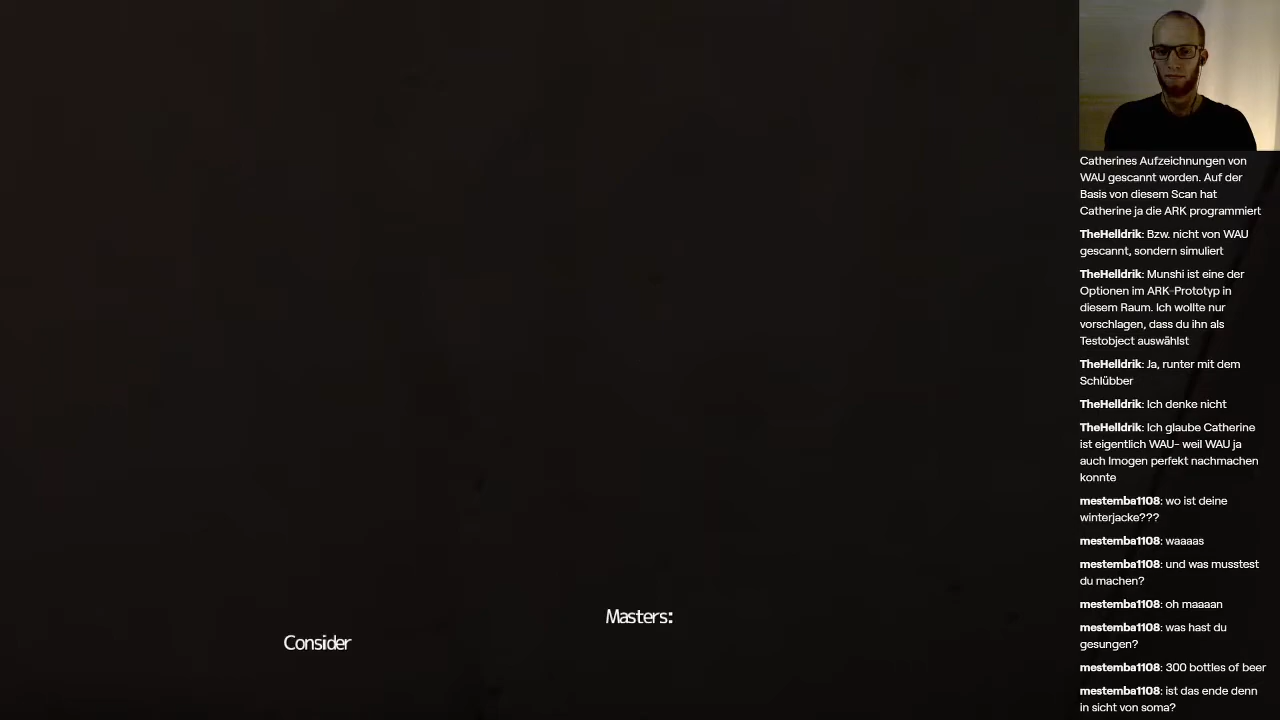 Masters:
Consider
Catherines Aufzeichnungen von
WAU gescannt worden. Auf der
Basis von diesem Scan hat
Catherine ja die ARK programmiert
TheHelldrik: Bzw. nicht von WAU
gescannt, sondern simuliert
TheHelldrik: Munshi ist eine der
Optionen im ARK-Prototyp in
diesem Raum. Ich wollte nur
vorschlagen, dass du ihn als
Testobject auswählst
TheHelldrik: Ja, runter mit dem
Schlübber
TheHelldrik: Ich denke nicht
TheHelldrik: Ich glaube Catherine
ist eigentlich WAU- weil WAU ja
auch Imogen perfekt nachmachen
konnte
mestemba1108: wo ist deine
winterjacke???
mestemba1108: waaaas
mestemba1108: und was musstest
du machen?
mestemba1108: oh maaaan
mestemba1108: was hast du
gesungen?
mestemba1108: 300 bottles of beer
mestemba1108: ist das ende denn
in sicht von soma?